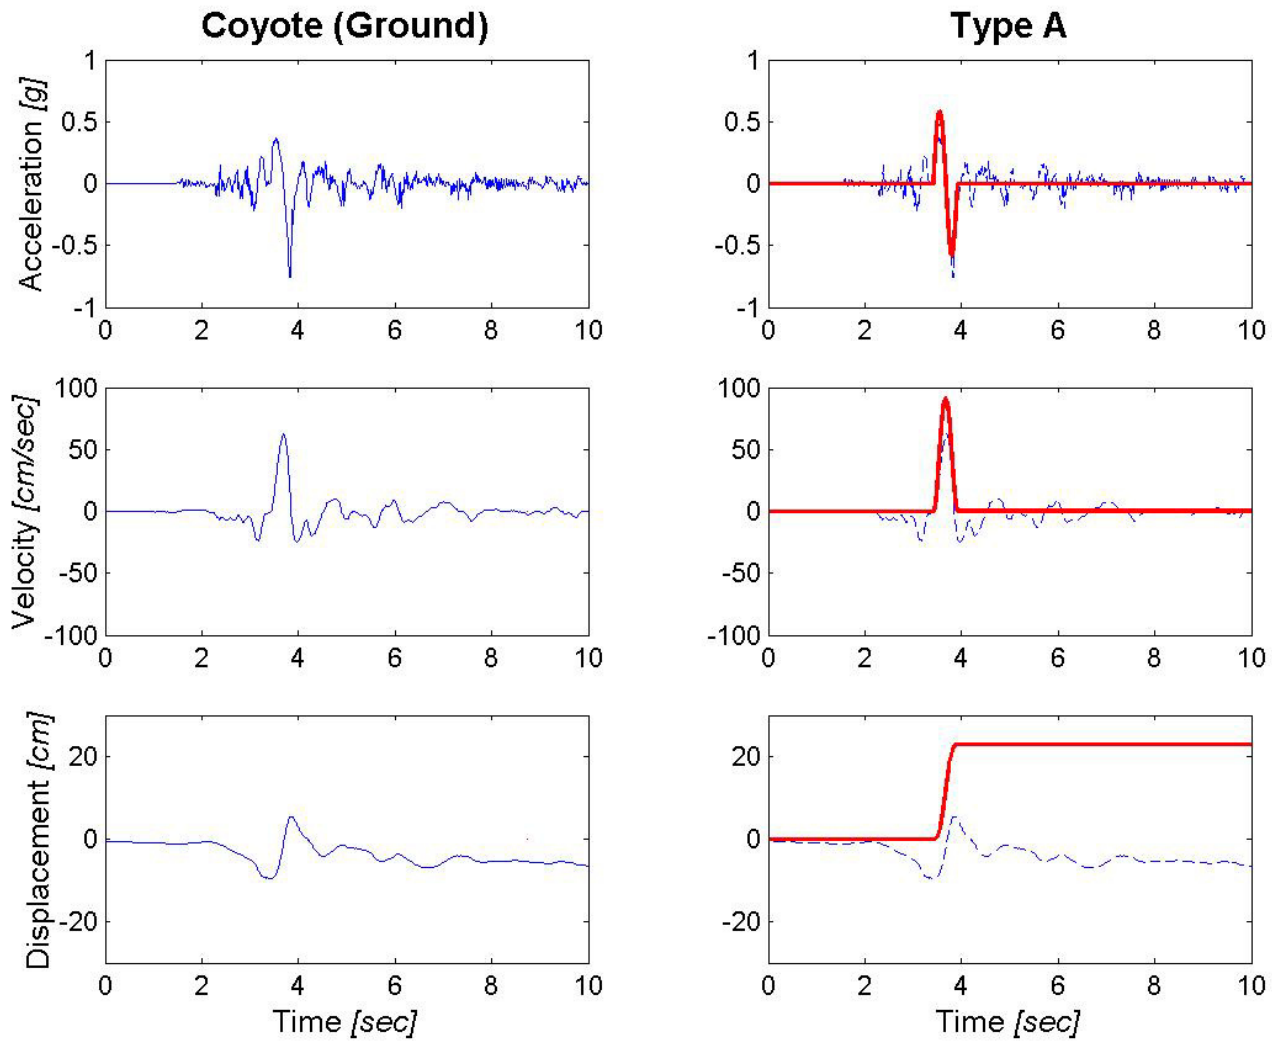 Coyote (Ground)
Type A
Acceleration [g]
1
0.5
0
-0.5
-1
0 2 4 6 8 10
1
0.5
0
-0.5
-1
0 2 4 6 8 10
Velocity [cm/sec]
100
50
0
-50
-100
0 2 4 6 8 10
100
50
0
-50
-100
0 2 4 6 8 10
Displacement [cm]
20
0
-20
0 2 4 6 8 10
Time [sec]
20
0
-20
0 2 4 6 8 10
Time [sec]